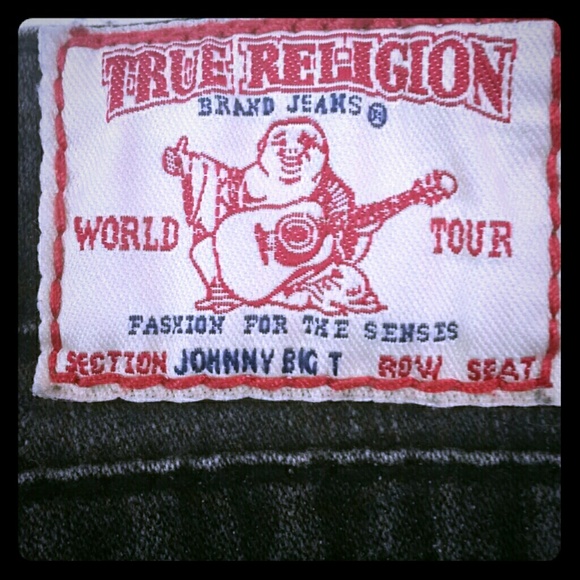 TRUE RELIGION
BRAND JEANS®
WORLD TOUR
FASHION FOR THE SENSES
SECTION JOHNNY BIG T ROW SEAT